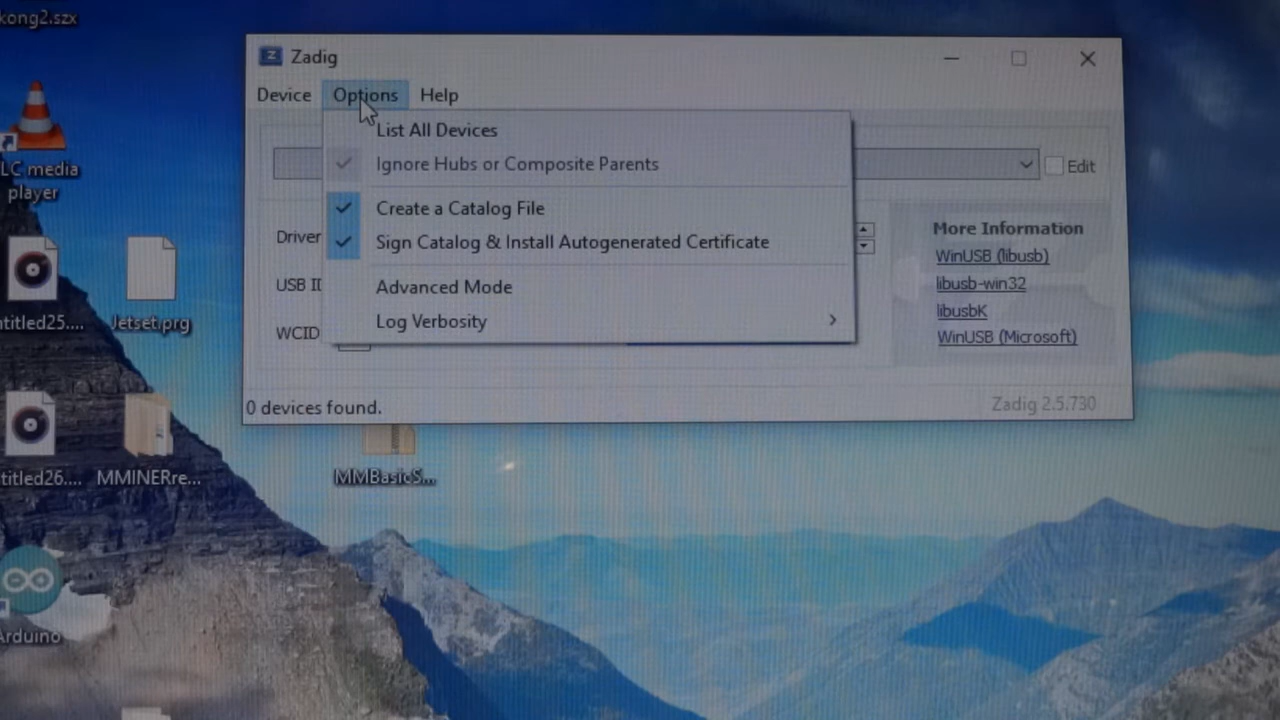 kong2.szx
Zadig
Device Options Help
List All Devices
Ignore Hubs or Composite Parents
Edit
Create a Catalog File
Sign Catalog & Install Autogenerated Certificate
Advanced Mode
Log Verbosity
Driver
USB ID
WCID
More Information
WinUSB (libusb)
libusb-win32
libusbK
WinUSB (Microsoft)
0 devices found.
Zadig 2.5.730
LC media
player
ntitled25....
Jetset.prg
ntitled26....
MMINERre...
MMBasicS...
Arduino